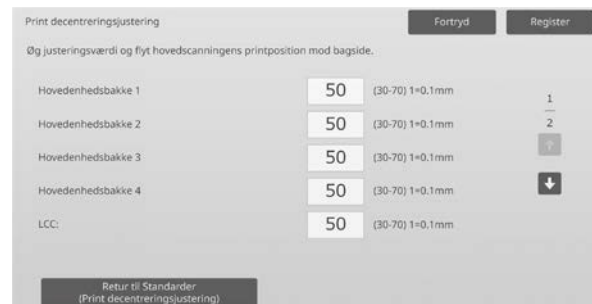 Print decentreringsjustering
Fortryd
Register
Øg justeringsværdi og flyt hovedscanningens printposition mod bagside.
Hovedenhedsbakke 1 50 (30-70) 1=0.1mm
Hovedenhedsbakke 2 50 (30-70) 1=0.1mm
Hovedenhedsbakke 3 50 (30-70) 1=0.1mm
Hovedenhedsbakke 4 50 (30-70) 1=0.1mm
LCC: 50 (30-70) 1=0.1mm
1
2
Retur til Standarder
(Print decentreringsjustering)